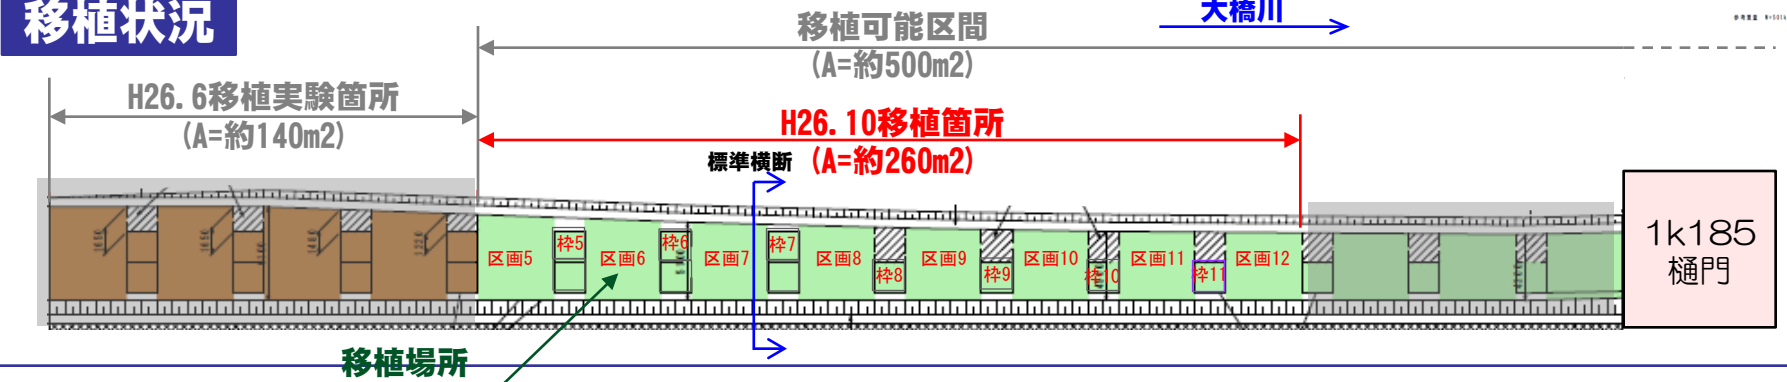 移植状況
大橋川
移植可能区間
(A=約500m2)
H26.6移植実験箇所
(A=約140m2)
H26.10移植箇所
(A=約260m2)
標準横断
区画5
枠5
区画6
枠6
区画7
枠7
区画8
枠8
区画9
枠9
区画10
枠10
区画11
枠11
区画12
1k185
樋門
移植場所